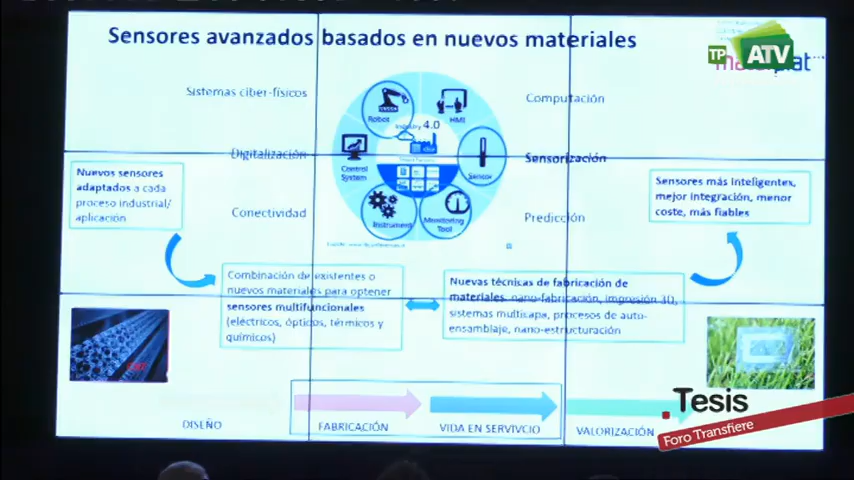 Sensores avanzados basados en nuevos materiales
TP
ATV
Sistemas ciber-físicos
Computación
Robot
HMI
Industry 4.0
Digitalización
Sensorización
Control
System
Sensor
Nuevos sensores
adaptados a cada
proceso industrial/
aplicación
Sensores más inteligentes,
mejor integración, menor
coste, más fiables
Conectividad
Predicción
Instrument
Monitoring
Tool
Combinación de existentes o
nuevos materiales para obtener
sensores multifuncionales
(eléctricos, ópticos, térmicos y
químicos)
Nuevas técnicas de fabricación de
materiales: nano-fabricación, impresión 3D,
sistemas multicapa, procesos de auto-
ensamblaje, nano-estructuración
DISEÑO
FABRICACIÓN
VIDA EN SERVIVCIO
VALORIZACIÓN
.Tesis
Foro Transfiere